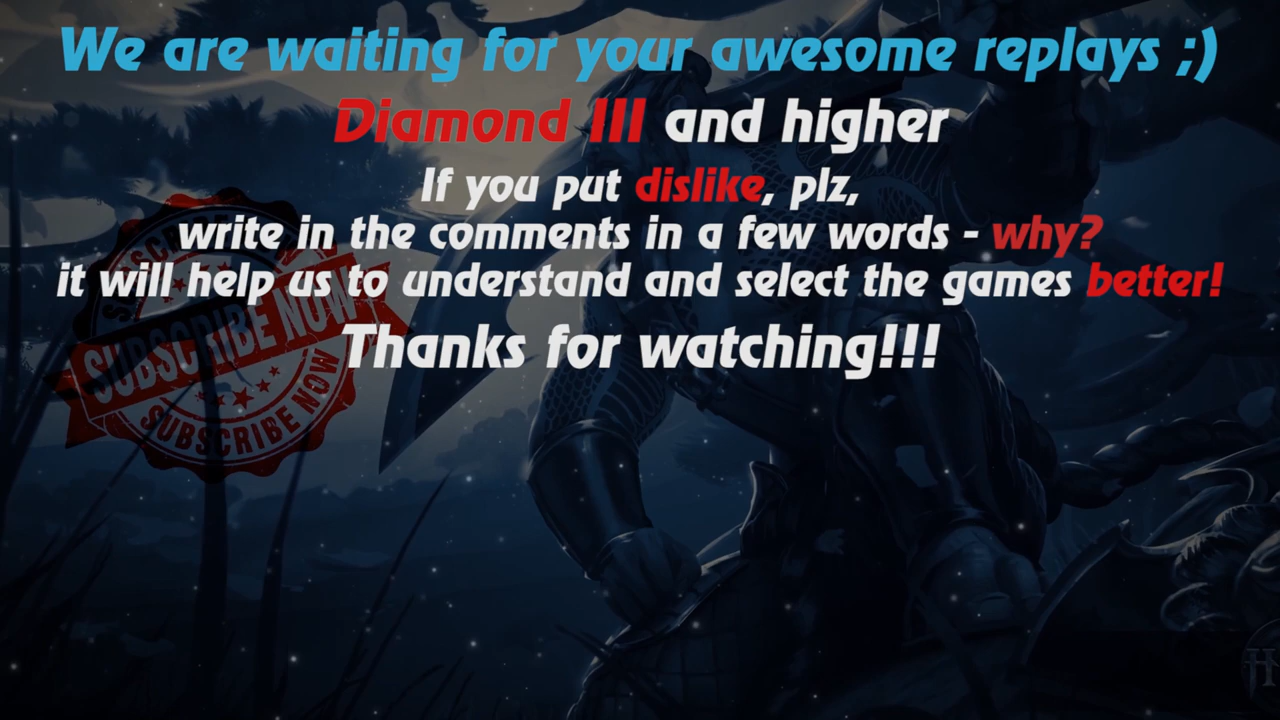 We are waiting for your awesome replays ;)
Diamond III and higher
If you put dislike, plz,
write in the comments in a few words - why?
it will help us to understand and select the games better!
Thanks for watching!!!
SUBSCRIBE NOW
SUBSCRIBE NOW
SUBSCRIBE NOW